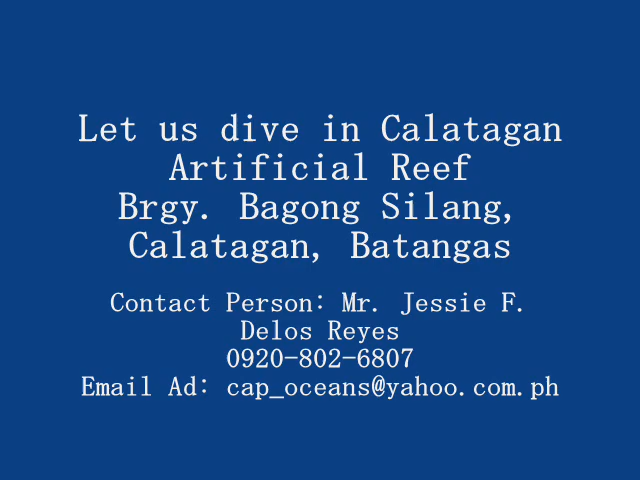 Let us dive in Calatagan
Artificial Reef
Brgy. Bagong Silang,
Calatagan, Batangas
Contact Person: Mr. Jessie F.
Delos Reyes
0920-802-6807
Email Ad: cap_oceans@yahoo.com.ph